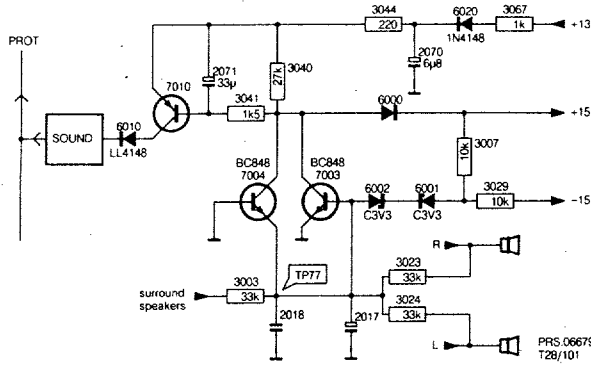 PROT
3044
220
6020
1N4148
3067
1k
+13
2071
33µ
3040
27k
2070
6µ8
7010
3041
1k5
6000
+15
6010
LL4148
SOUND
3007
10k
BC848
7004
BC848
7003
6002
C3V3
6001
C3V3
3029
10k
-15
R
TP77
3023
33k
surround
speakers
3003
33k
3024
33k
2018
2017
L
PRS.06679
T28/101